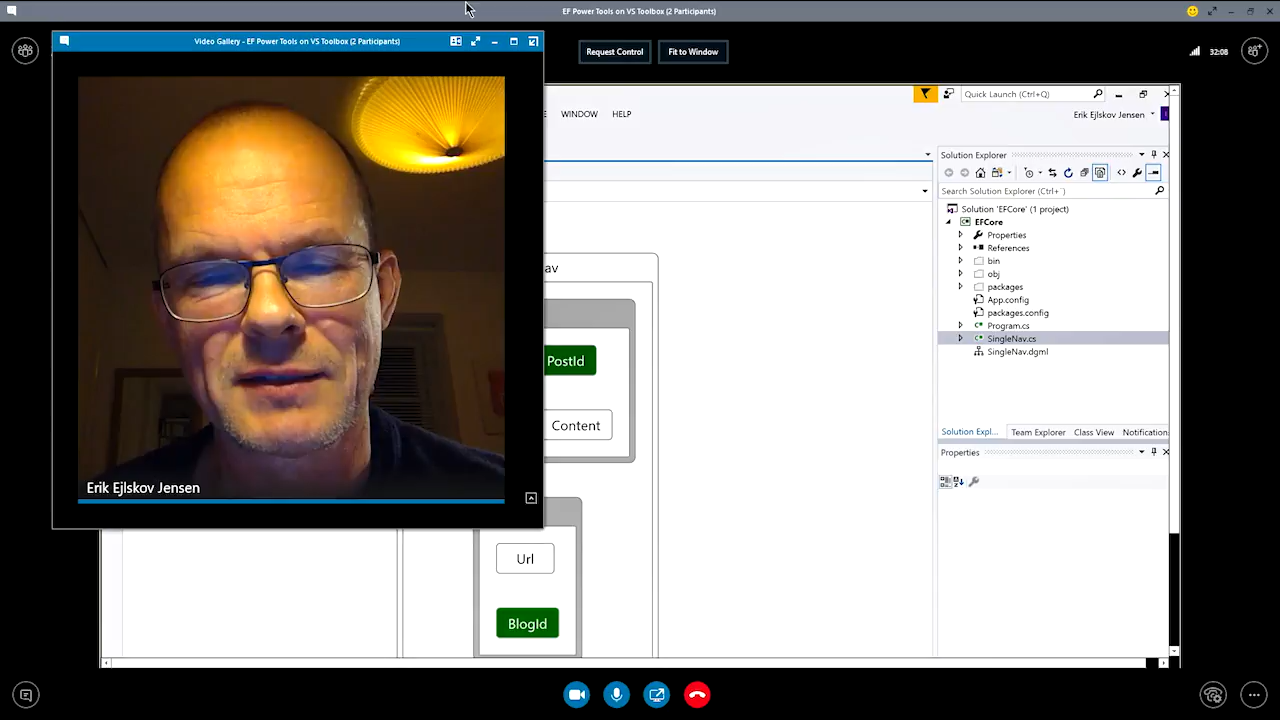 EF Power Tools on VS Toolbox (2 Participants)
Video Gallery - EF Power Tools on VS Toolbox (2 Participants)
Request Control
Fit to Window
32:08
Quick Launch (Ctrl+Q)
WINDOW
HELP
Erik Ejlskov Jensen
Solution Explorer
Search Solution Explorer (Ctrl+¨)
Solution 'EFCore' (1 project)
EFCore
Properties
References
bin
obj
packages
App.config
packages.config
Program.cs
SingleNav.cs
SingleNav.dgml
Solution Expl...
Team Explorer
Class View
Notification
Properties
av
PostId
Content
Url
BlogId
Erik Ejlskov Jensen